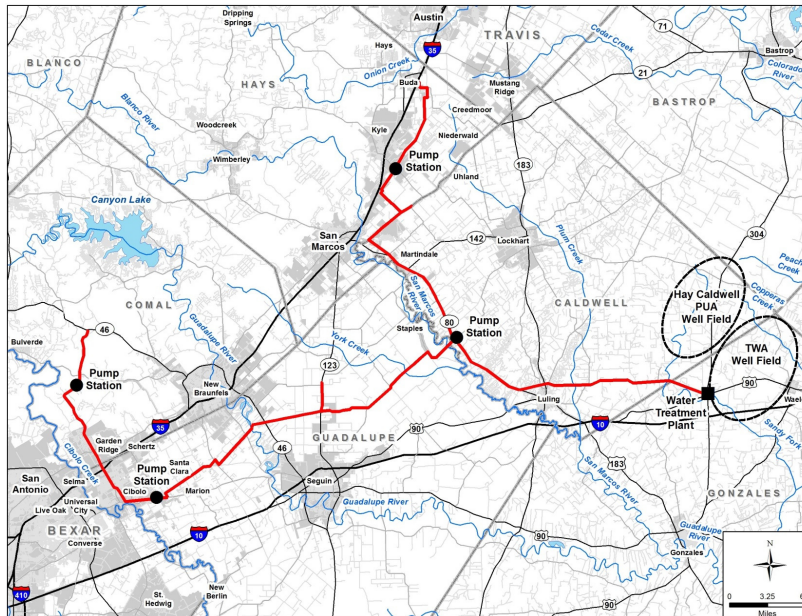 Dripping
Springs
Austin
TRAVIS
Cedar Creek
71
Bastrop
Hays
35
BLANCO
HAYS
Onion Creek
Buda
Mustang
Ridge
21
Colorado
River
BASTROP
Blanco River
Woodcreek
Creedmoor
Kyle
Niederwald
Wimberley
Pump
Station
183
Uhland
Canyon Lake
San
Marcos
Plum Creek
142
Lockhart
304
Martindale
Peach
Copperas
Creek
COMAL
San Marcos
River
CALDWELL
Hay Caldwell
PUA
Well Field
Guadalupe
River
80
Pump
Station
46
Staples
York Creek
TWA
Well Field
Bulverde
Pump
Station
123
New
Braunfels
90
Luling
Water
Treatment
Plant
35
10
Garden
Ridge
Schertz
46
GUADALUPE
90
Sandy Fork
Cibolo Creek
Santa
Clara
Pump
Station
Selma
Cibolo
Marion
Seguin
San Marcos River
183
San
Antonio
Universal
City
Live Oak
GONZALES
Guadalupe River
Guadalupe
River
BEXAR
Converse
10
90
Gonzales
410
St.
Hedwig
New
Berlin
N
0 3.25
Miles